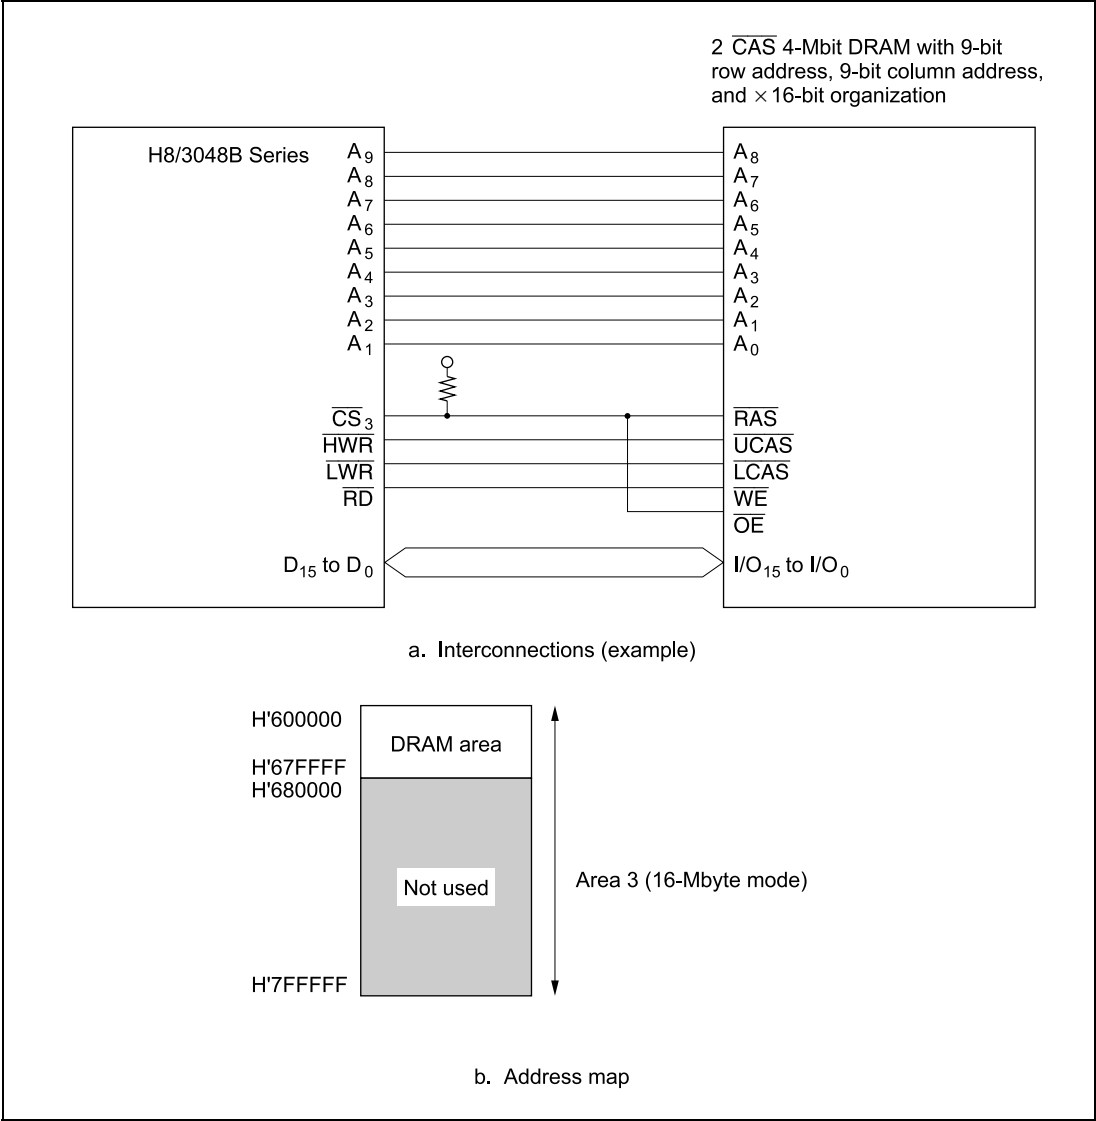 2 CAS 4-Mbit DRAM with 9-bit
row address, 9-bit column address,
and ×16-bit organization
H8/3048B Series
A9 A8
A8 A7
A7 A6
A6 A5
A5 A4
A4 A3
A3 A2
A2 A1
A1 A0
CS3 RAS
HWR UCAS
LWR LCAS
RD WE
OE
D15 to D0 I/O15 to I/O0
a. Interconnections (example)
H'600000
DRAM area
H'67FFFF
H'680000
Not used
Area 3 (16-Mbyte mode)
H'7FFFFF
b. Address map